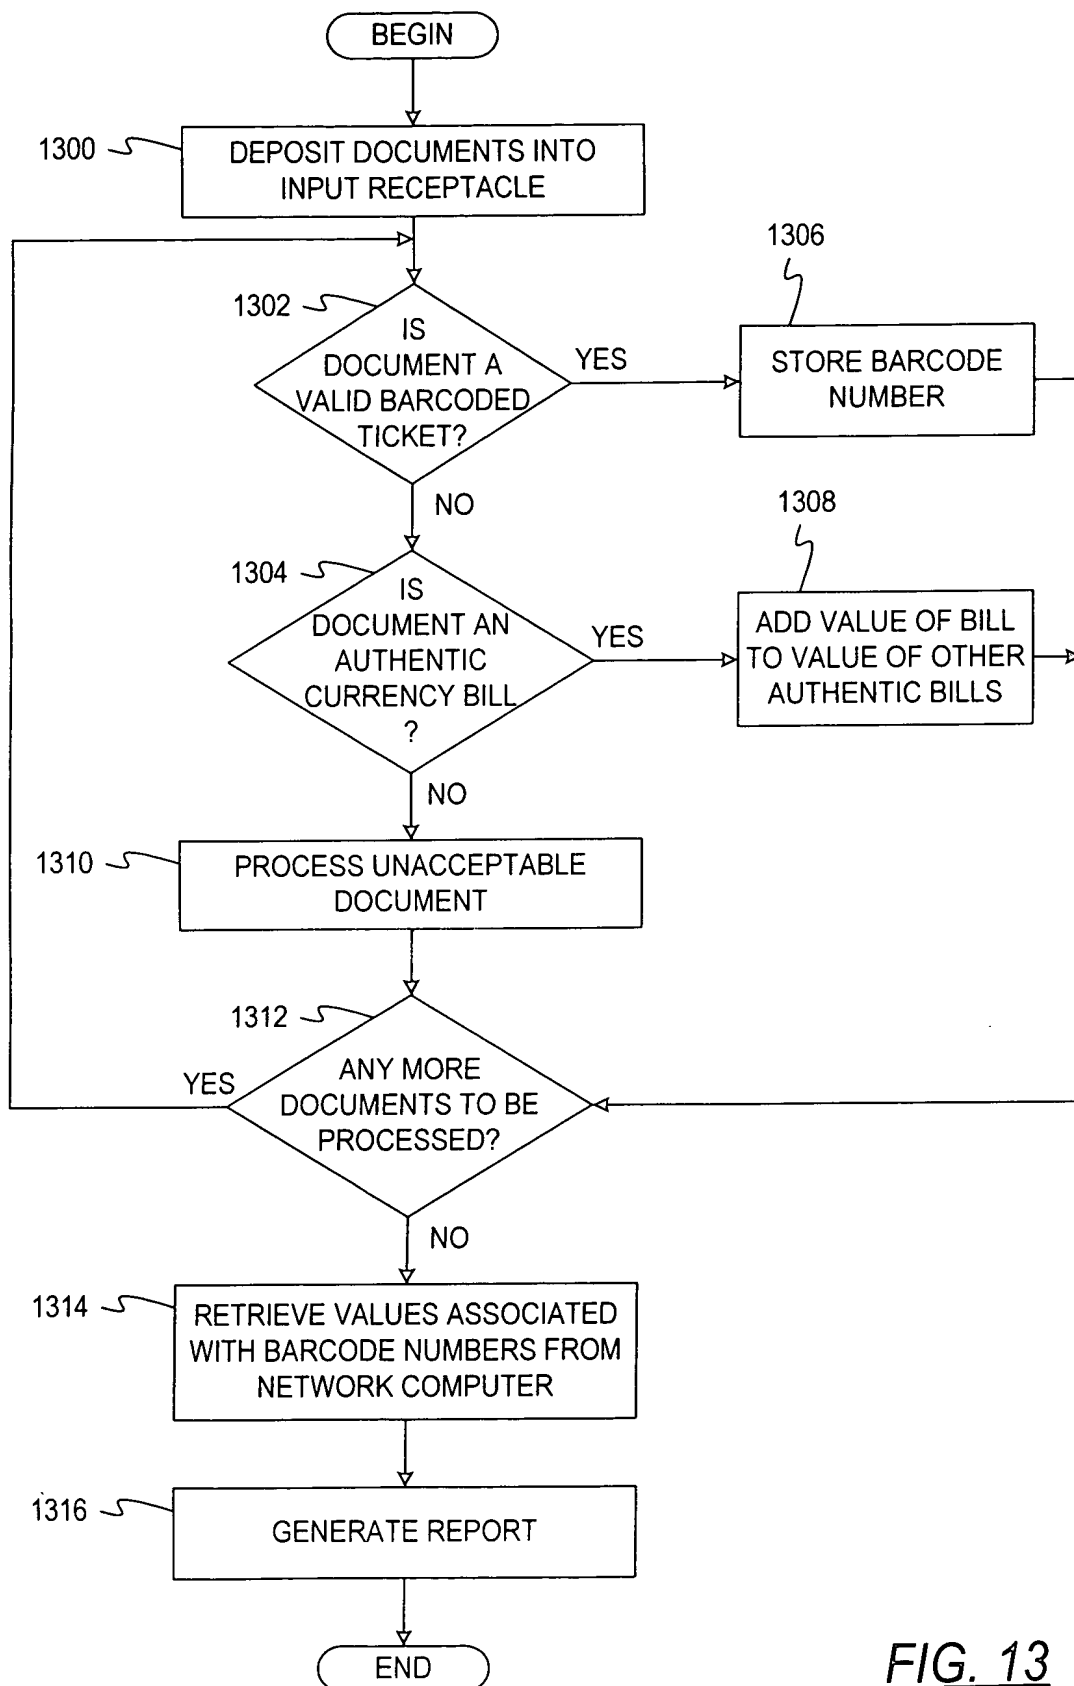 BEGIN
1300
DEPOSIT DOCUMENTS INTO
INPUT RECEPTACLE
1302
IS
DOCUMENT A
VALID BARCODED
TICKET?
YES
1306
STORE BARCODE
NUMBER
NO
1304
IS
DOCUMENT AN
AUTHENTIC
CURRENCY BILL
?
YES
1308
ADD VALUE OF BILL
TO VALUE OF OTHER
AUTHENTIC BILLS
NO
1310
PROCESS UNACCEPTABLE
DOCUMENT
1312
ANY MORE
DOCUMENTS TO BE
PROCESSED?
YES
NO
1314
RETRIEVE VALUES ASSOCIATED
WITH BARCODE NUMBERS FROM
NETWORK COMPUTER
1316
GENERATE REPORT
END
FIG. 13